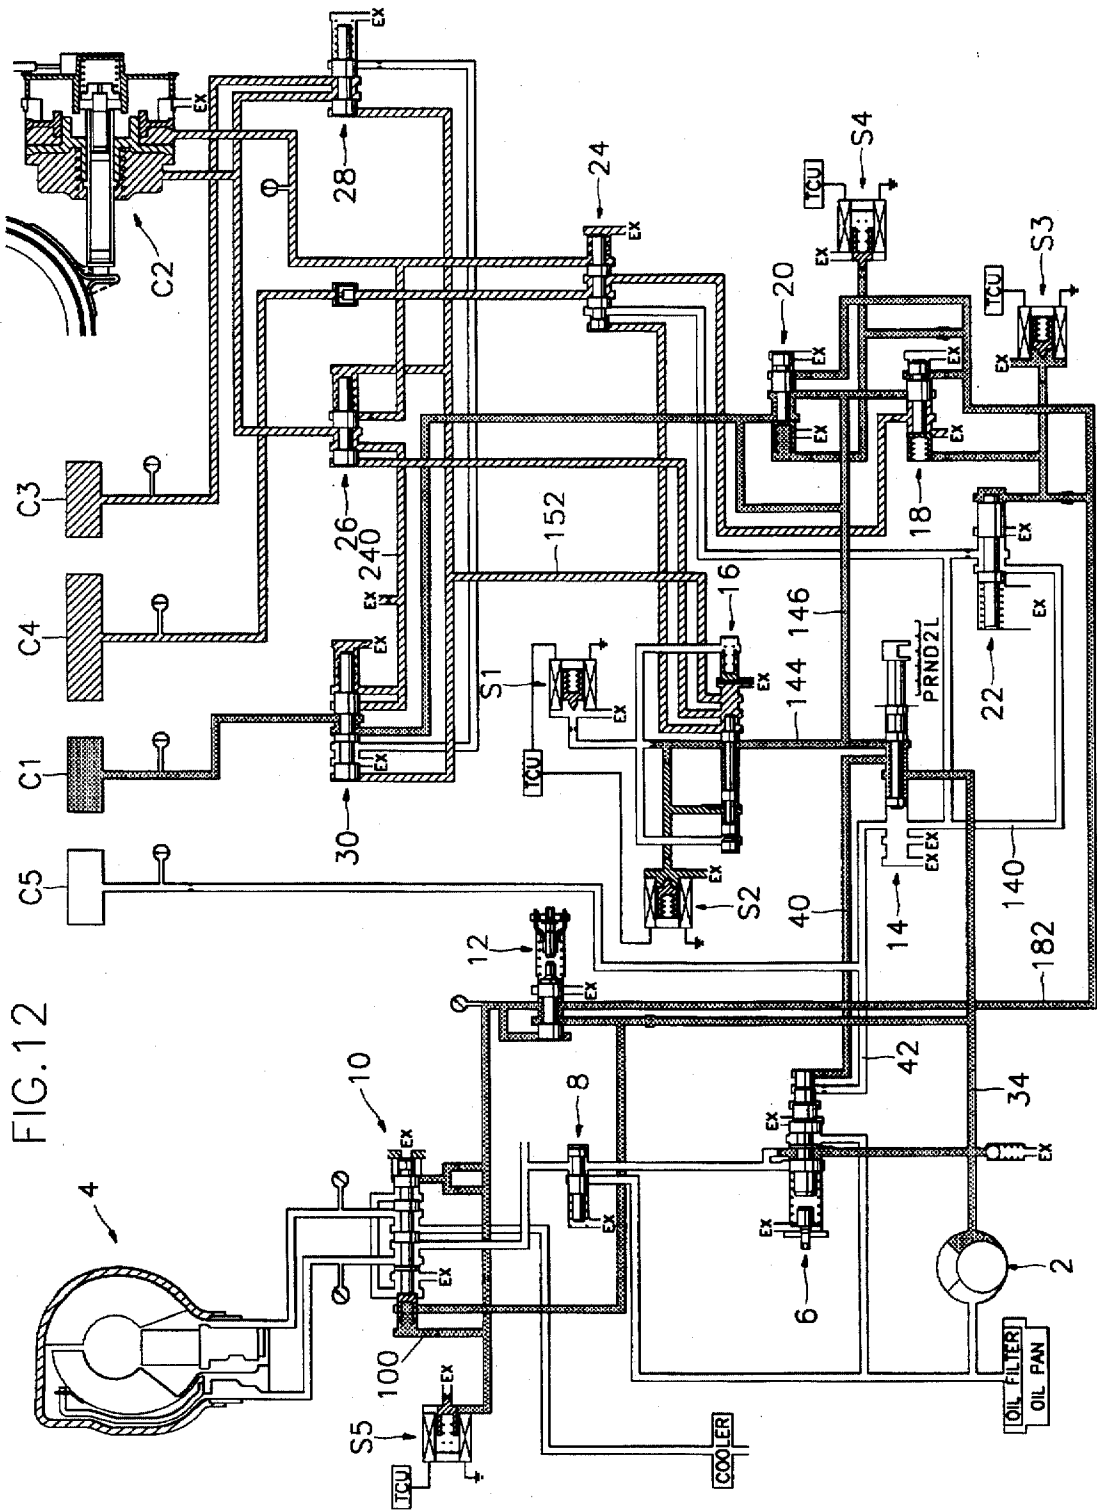 FIG.12
4
C5
C1
C4
C3
C2
EX
EX
28
10
EX
EX
100
S5
EX
TCU
COOLER
12
EX
8
EX
30
EX
EX
EX
240
26
152
24
EX
TCU
S1
EX
S2
EX
16
EX
144
146
20
EX
EX
TCU
S4
EX
18
EX
EX
TCU
S3
EX
22
EX
EX
PRND2L
14
EX
EX
140
40
42
182
34
6
EX
EX
EX
2
OIL FILTER
OIL PAN